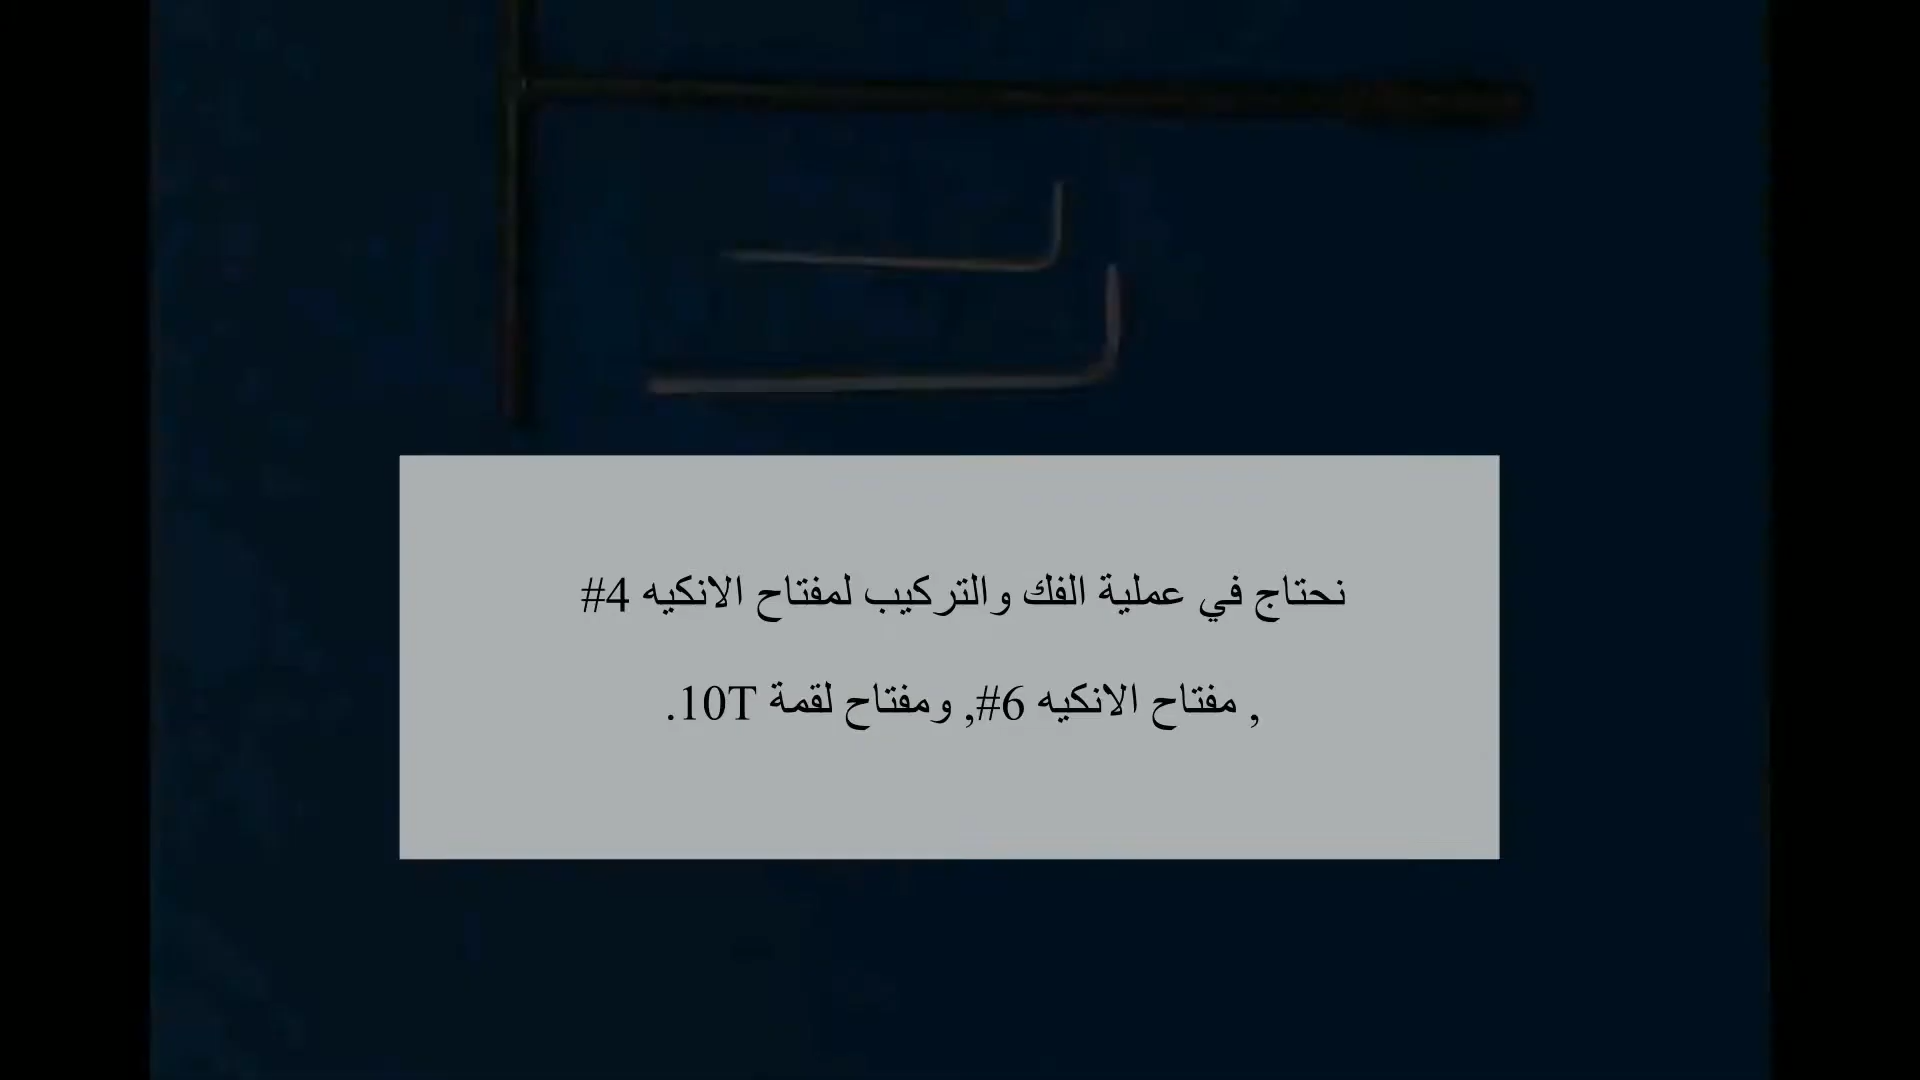 نحتاج في عملية الفك والتركيب لمفتاح الانكيه 4#
, مفتاح الانكيه 6#, ومفتاح لقمة 10T.